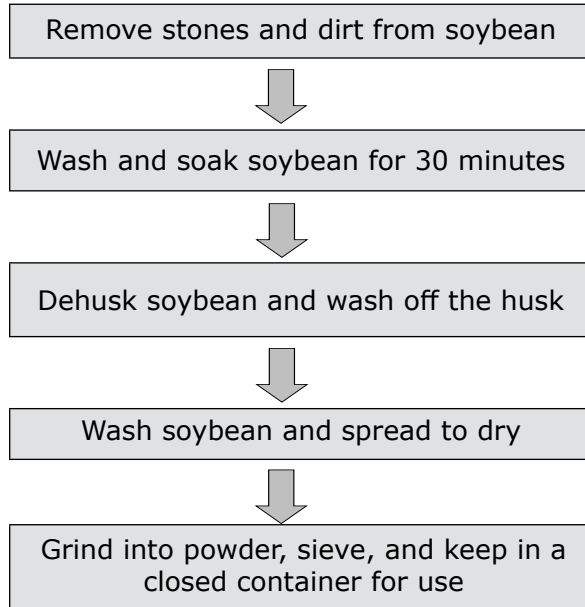 Remove stones and dirt from soybean
Wash and soak soybean for 30 minutes
Dehusk soybean and wash off the husk
Wash soybean and spread to dry
Grind into powder, sieve, and keep in a
closed container for use